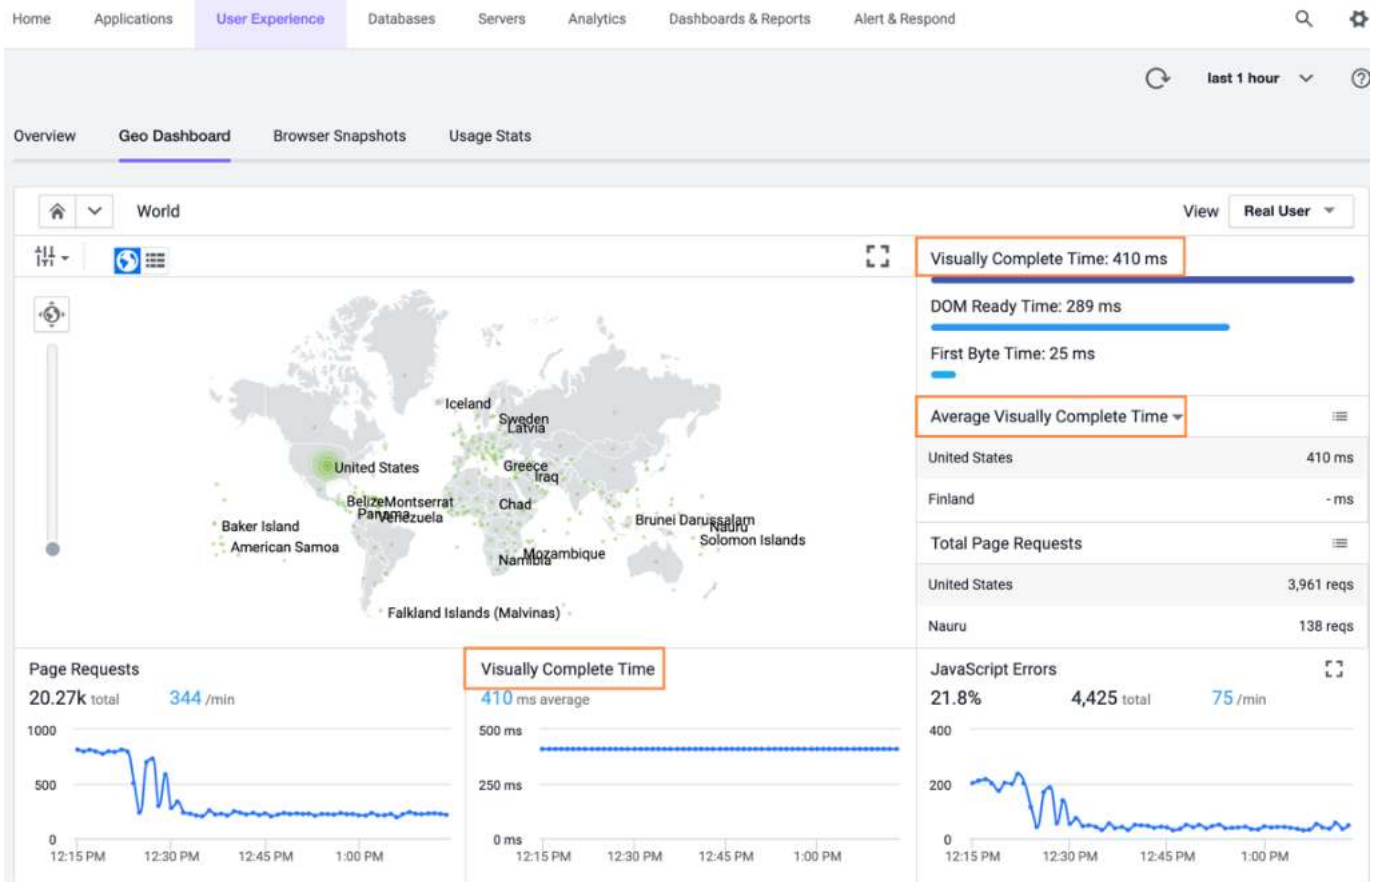 Home Applications User Experience Databases Servers Analytics Dashboards & Reports Alert & Respond
last 1 hour
Overview Geo Dashboard Browser Snapshots Usage Stats
World
View Real User
Visually Complete Time: 410 ms
DOM Ready Time: 289 ms
First Byte Time: 25 ms
Iceland
Sweden
Latvia
United States
Greece
Iraq
Belize
Montserrat
Panama
Venezuela
Chad
Baker Island
American Samoa
Brunei Darussalam
Nauru
Solomon Islands
Mozambique
Namibia
Falkland Islands (Malvinas)
Average Visually Complete Time
United States 410 ms
Finland - ms
Total Page Requests
United States 3,961 reqs
Nauru 138 reqs
Page Requests
20.27k total 344 /min
1000
500
0
12:15 PM 12:30 PM 12:45 PM 1:00 PM
Visually Complete Time
410 ms average
500 ms
250 ms
0 ms
12:15 PM 12:30 PM 12:45 PM 1:00 PM
JavaScript Errors
21.8% 4,425 total 75 /min
400
200
0
12:15 PM 12:30 PM 12:45 PM 1:00 PM